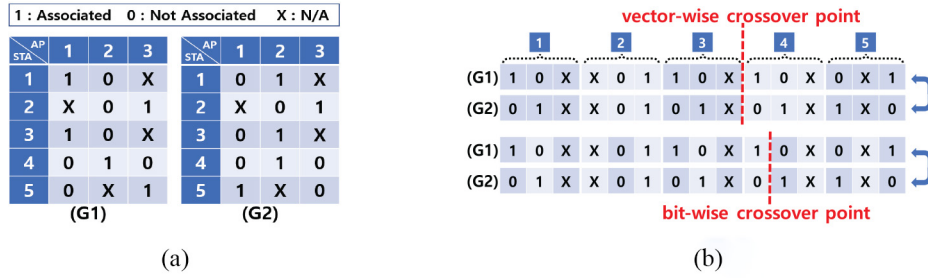 1 : Associated 0 : Not Associated X : N/A
AP STA 1 2 3
1 1 0 X
2 X 0 1
3 1 0 X
4 0 1 0
5 0 X 1
(G1)
AP STA 1 2 3
1 0 1 X
2 X 0 1
3 0 1 X
4 0 1 0
5 1 X 0
(G2)
(a)
vector-wise crossover point
1 2 3 4 5
(G1) 1 0 X X 0 1 1 0 X 1 0 X 0 X 1
(G2) 0 1 X X 0 1 0 1 X 0 1 X 1 X 0
(G1) 1 0 X X 0 1 1 0 X 1 0 X 0 X 1
(G2) 0 1 X X 0 1 0 1 X 0 1 X 1 X 0
bit-wise crossover point
(b)